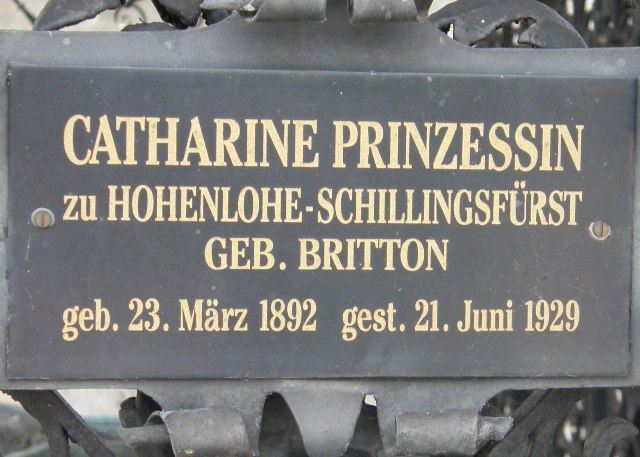 CATHARINE PRINZESSIN
zu HOHENLOHE-SCHILLINGSFÜRST
GEB. BRITTON
geb. 23. März 1892 gest. 21. Juni 1929